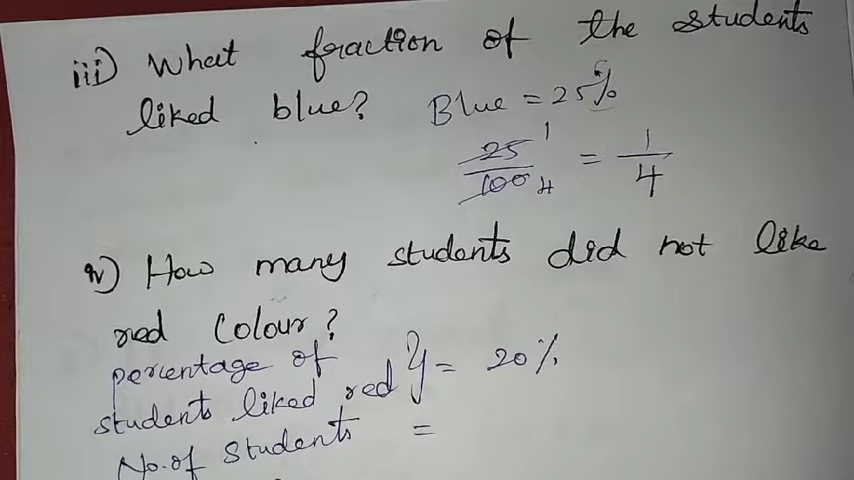 iii) What fraction of the students
liked blue? Blue = 25%
25/100 1 4 = 1/4
iv) How many students did not like
red Colour?
percentage of
students liked red } = 20%
No. of students =